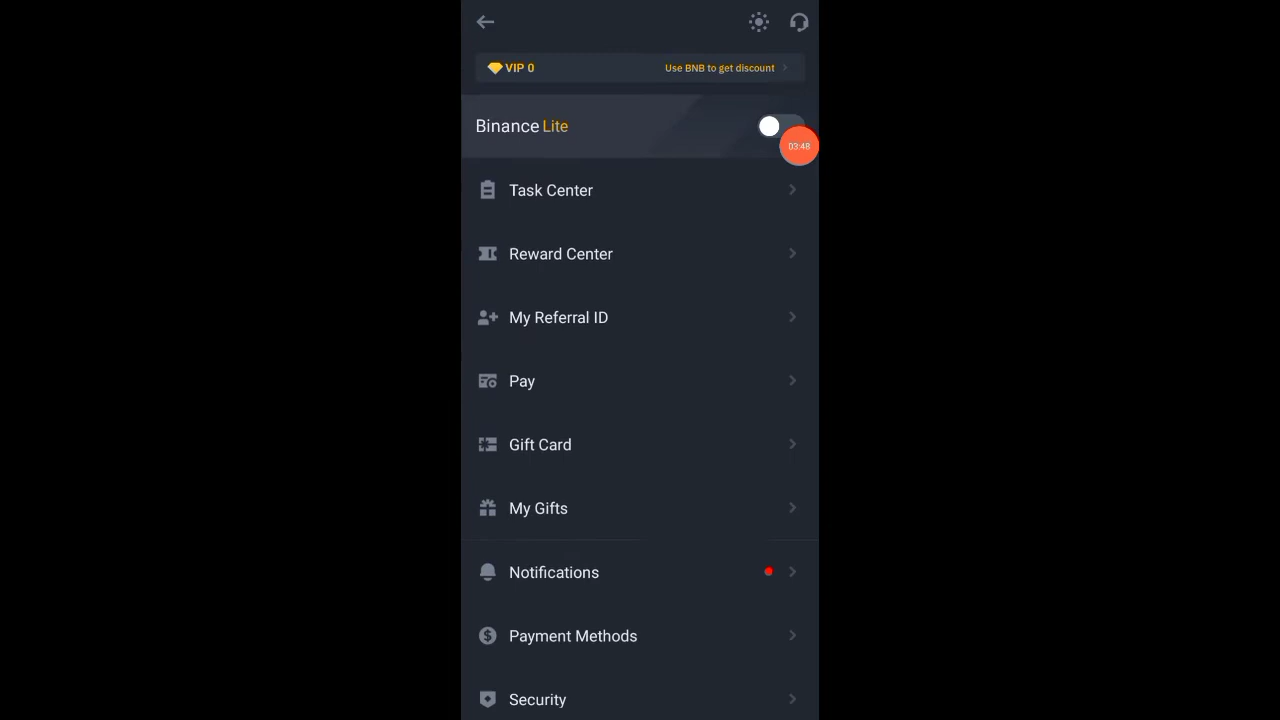 VIP 0 Use BNB to get discount
Binance Lite
03:48
Task Center
Reward Center
My Referral ID
Pay
Gift Card
My Gifts
Notifications
Payment Methods
Security